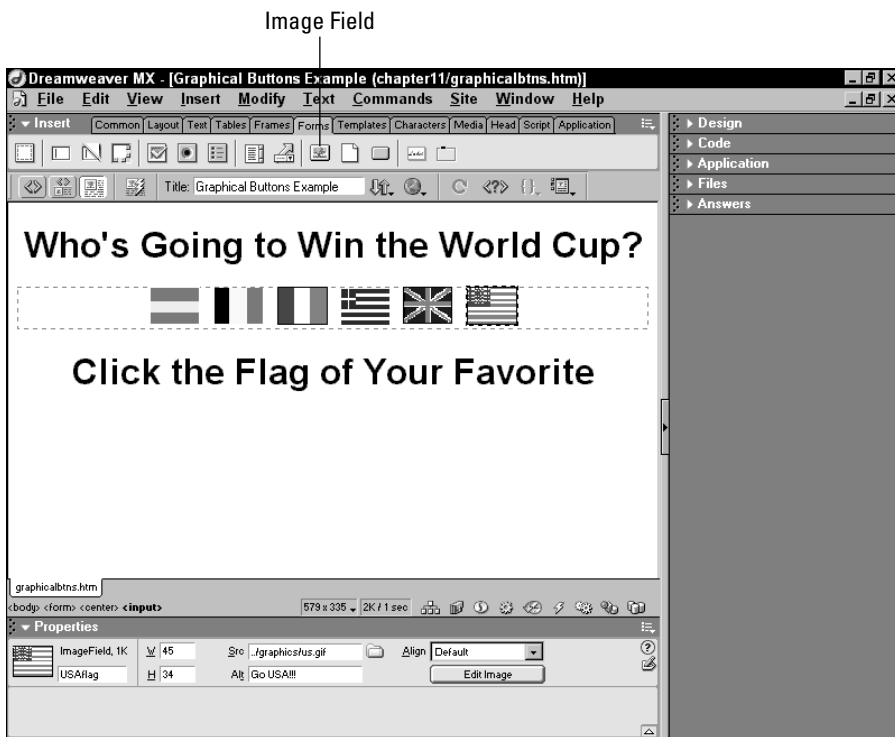 Image Field
Dreamweaver MX - [Graphical Buttons Example (chapter11/graphicalbtns.htm)]
File Edit View Insert Modify Text Commands Site Window Help
Insert Common Layout Text Tables Frames Forms Templates Characters Media Head Script Application
Title: Graphical Buttons Example
Design
Code
Application
Files
Answers
Who's Going to Win the World Cup?
Click the Flag of Your Favorite
graphicalbtns.htm
<body> <form> <center> <input>
579 x 335 2K / 1 sec
Properties
ImageField, 1K W 45 Src ../graphics/us.gif Align Default
USAflag H 34 Alt Go USA!!! Edit Image